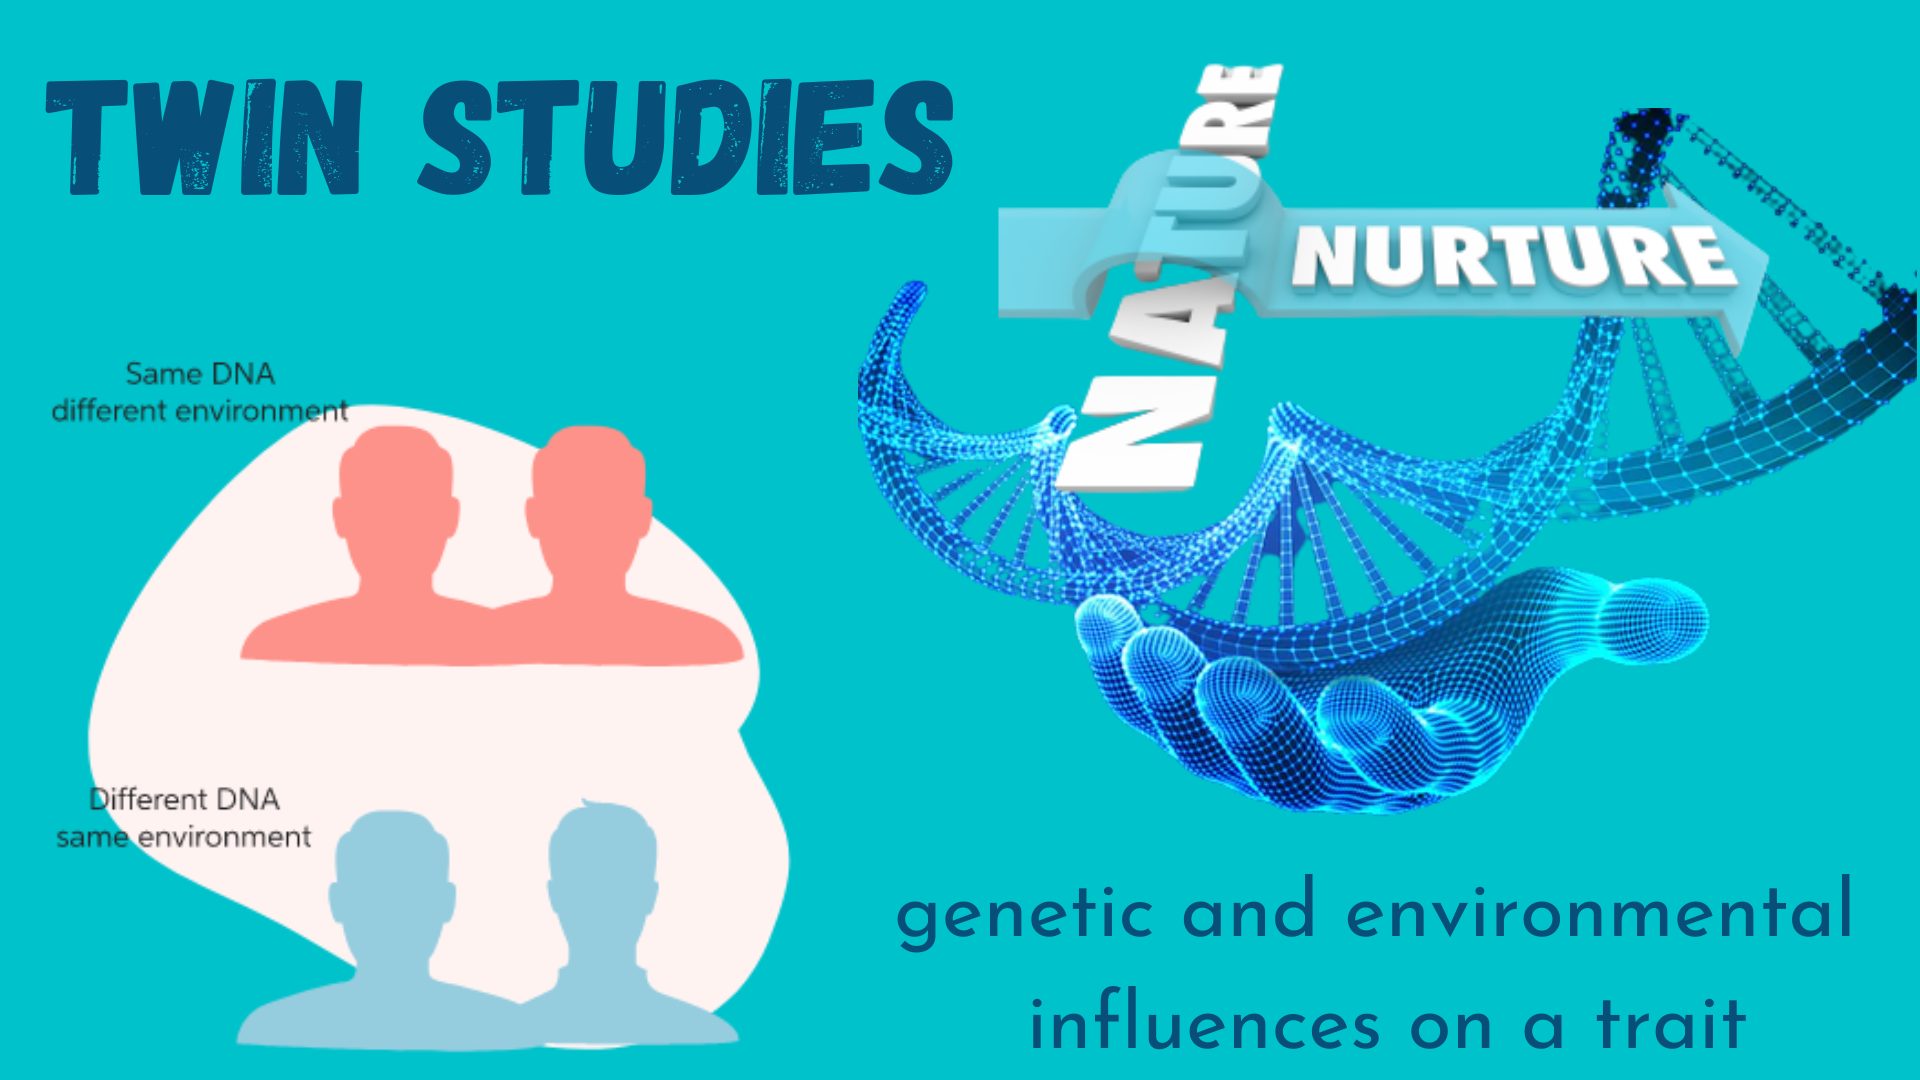 TWIN STUDIES
NATURE
NURTURE
Same DNA
different environment
Different DNA
same environment
genetic and environmental
influences on a trait